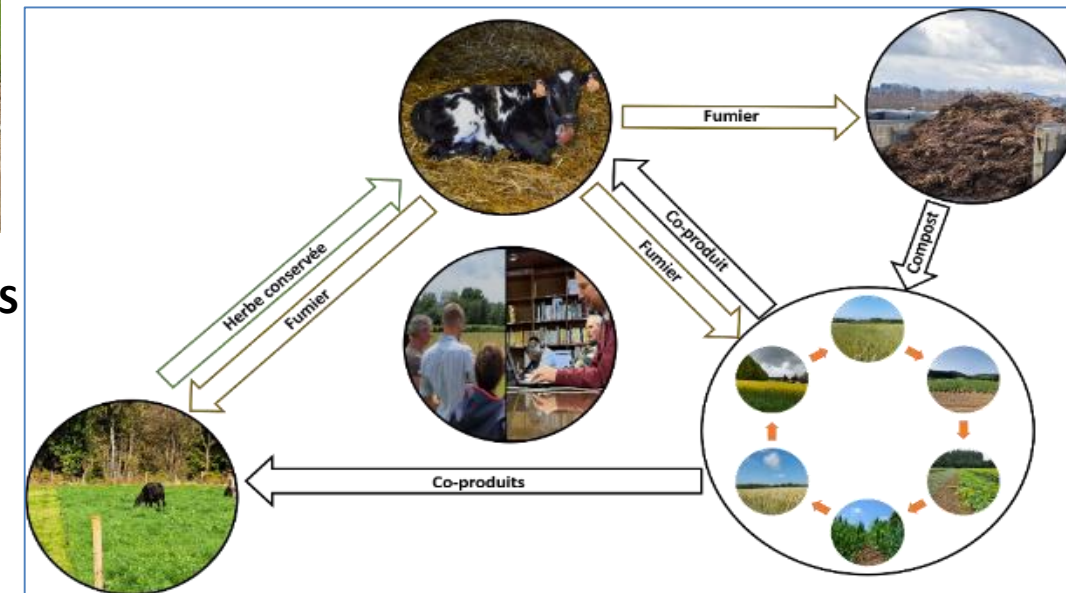 Fumier
Co-produit
Fumier
Compost
Herbe conservée
Fumier
S
Co-produits